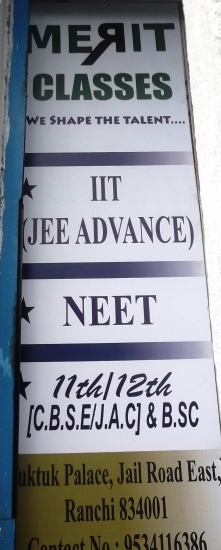 MERIT
CLASSES
WE SHAPE THE TALENT....
IIT
(JEE ADVANCE)
NEET
11th/12th
[C.B.S.E/J.A.C] & B.SC
uktuk Palace, Jail Road East,
Ranchi 834001
Contact No : 9534116386